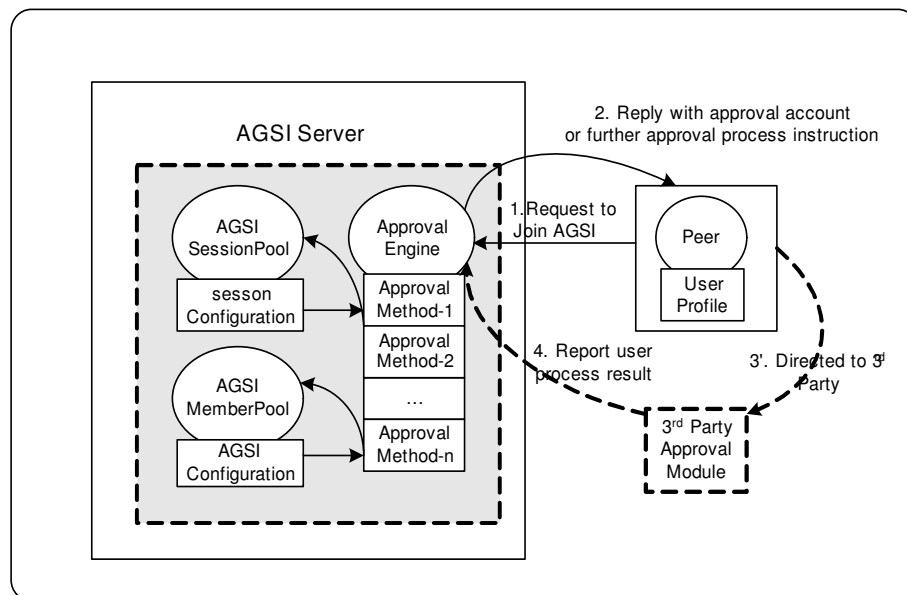 AGSI Server
2. Reply with approval account
or further approval process instruction
AGSI
SessionPool
sesson
Configuration
Approval
Engine
1.Request to
Join AGSI
Peer
User
Profile
Approval
Method-1
Approval
Method-2
...
Approval
Method-n
AGSI
MemberPool
AGSI
Configuration
4. Report user
process result
3'. Directed to 3rd
Party
3rd Party
Approval
Module